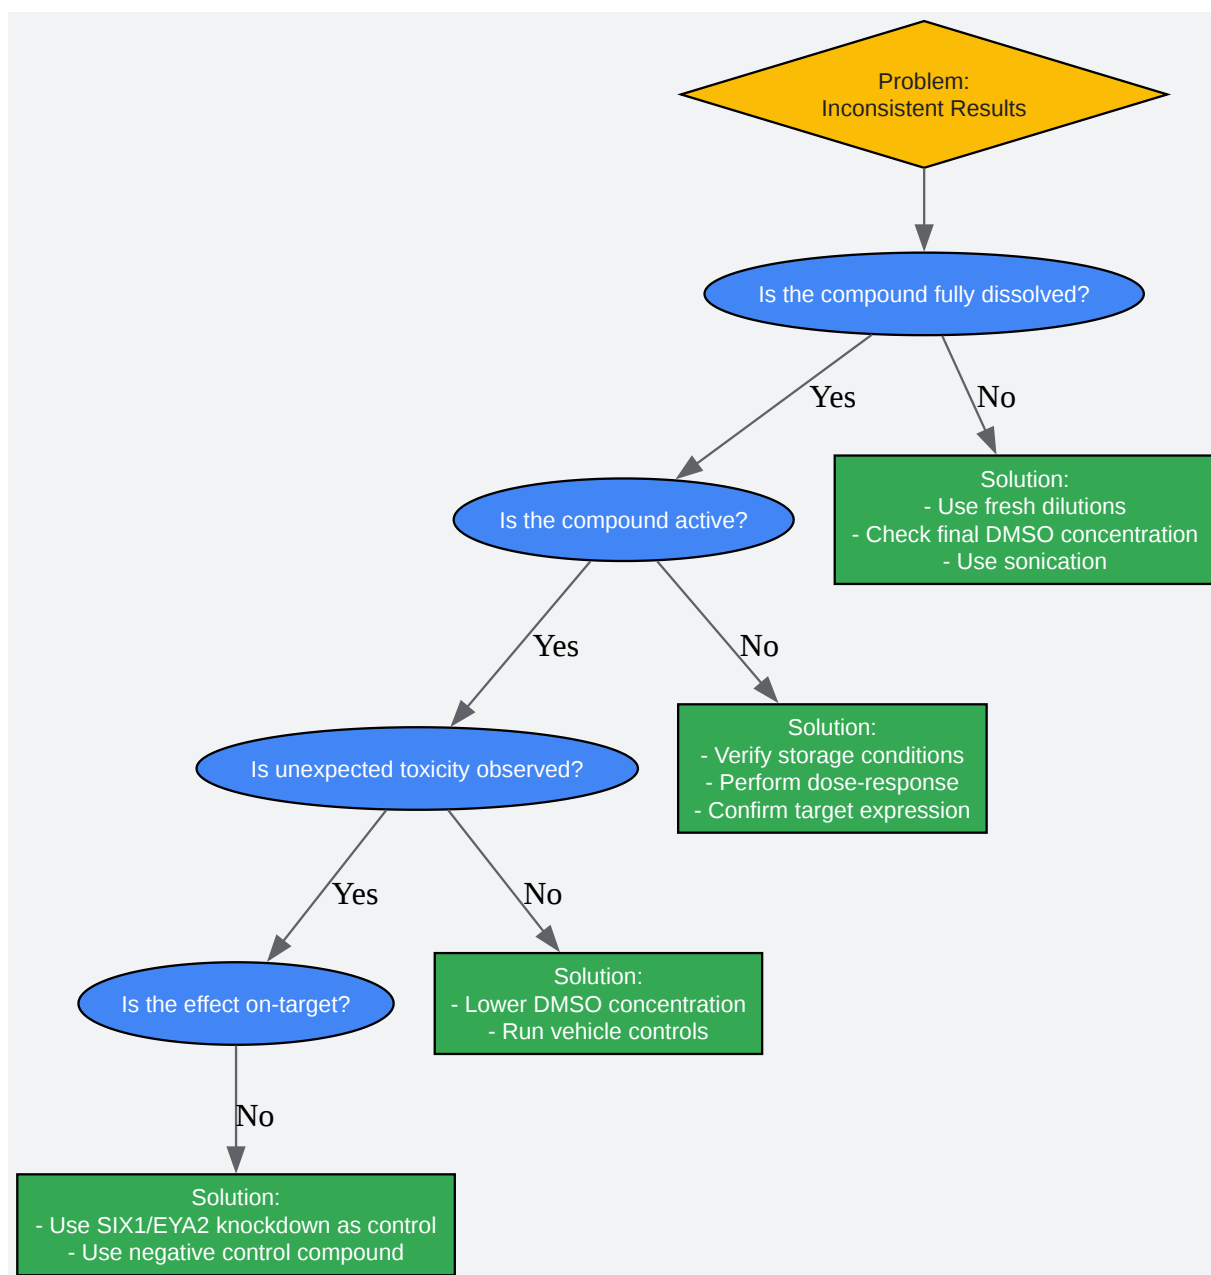 Problem:
Inconsistent Results
Is the compound fully dissolved?
Yes
No
Solution:
- Use fresh dilutions
- Check final DMSO concentration
- Use sonication
Is the compound active?
Yes
No
Solution:
- Verify storage conditions
- Perform dose-response
- Confirm target expression
Is unexpected toxicity observed?
Yes
No
Solution:
- Lower DMSO concentration
- Run vehicle controls
Is the effect on-target?
No
Solution:
- Use SIX1/EYA2 knockdown as control
- Use negative control compound